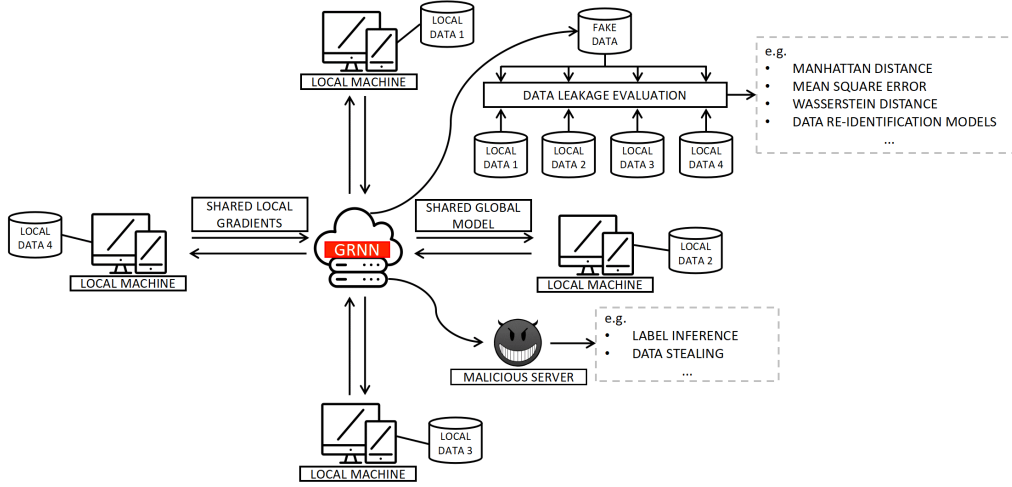 LOCAL
DATA 1
LOCAL MACHINE
FAKE
DATA
DATA LEAKAGE EVALUATION
LOCAL
DATA 1
LOCAL
DATA 2
LOCAL
DATA 3
LOCAL
DATA 4
e.g.
• MANHATTAN DISTANCE
• MEAN SQUARE ERROR
• WASSERSTEIN DISTANCE
• DATA RE-IDENTIFICATION MODELS
...
LOCAL
DATA 4
LOCAL MACHINE
SHARED LOCAL
GRADIENTS
GRNN
SHARED GLOBAL
MODEL
LOCAL MACHINE
LOCAL
DATA 2
MALICIOUS SERVER
e.g.
• LABEL INFERENCE
• DATA STEALING
...
LOCAL
DATA 3
LOCAL MACHINE